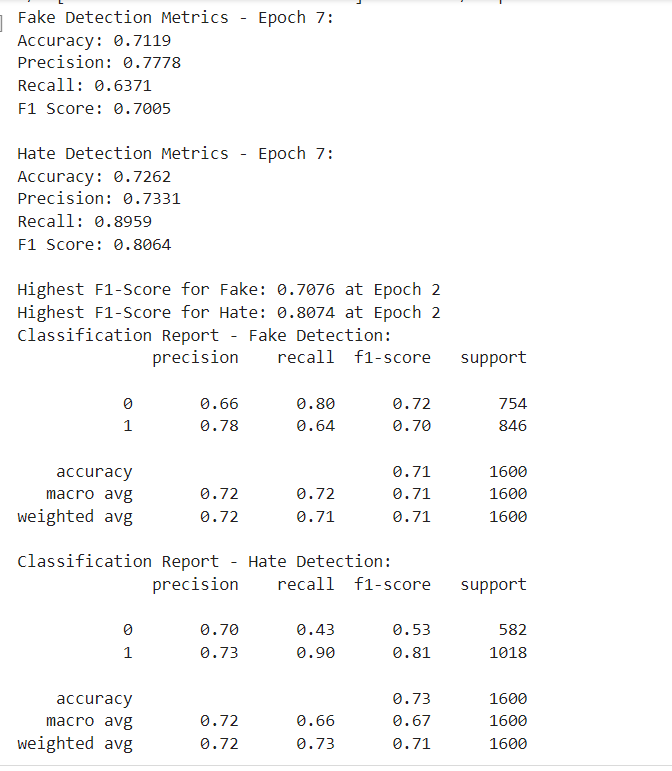 Fake Detection Metrics - Epoch 7:
Accuracy: 0.7119
Precision: 0.7778
Recall: 0.6371
F1 Score: 0.7005
Hate Detection Metrics - Epoch 7:
Accuracy: 0.7262
Precision: 0.7331
Recall: 0.8959
F1 Score: 0.8064
Highest F1-Score for Fake: 0.7076 at Epoch 2
Highest F1-Score for Hate: 0.8074 at Epoch 2
Classification Report - Fake Detection:
precision recall f1-score support
0 0.66 0.80 0.72 754
1 0.78 0.64 0.70 846
accuracy 0.71 1600
macro avg 0.72 0.72 0.71 1600
weighted avg 0.72 0.71 0.71 1600
Classification Report - Hate Detection:
precision recall f1-score support
0 0.70 0.43 0.53 582
1 0.73 0.90 0.81 1018
accuracy 0.73 1600
macro avg 0.72 0.66 0.67 1600
weighted avg 0.72 0.73 0.71 1600